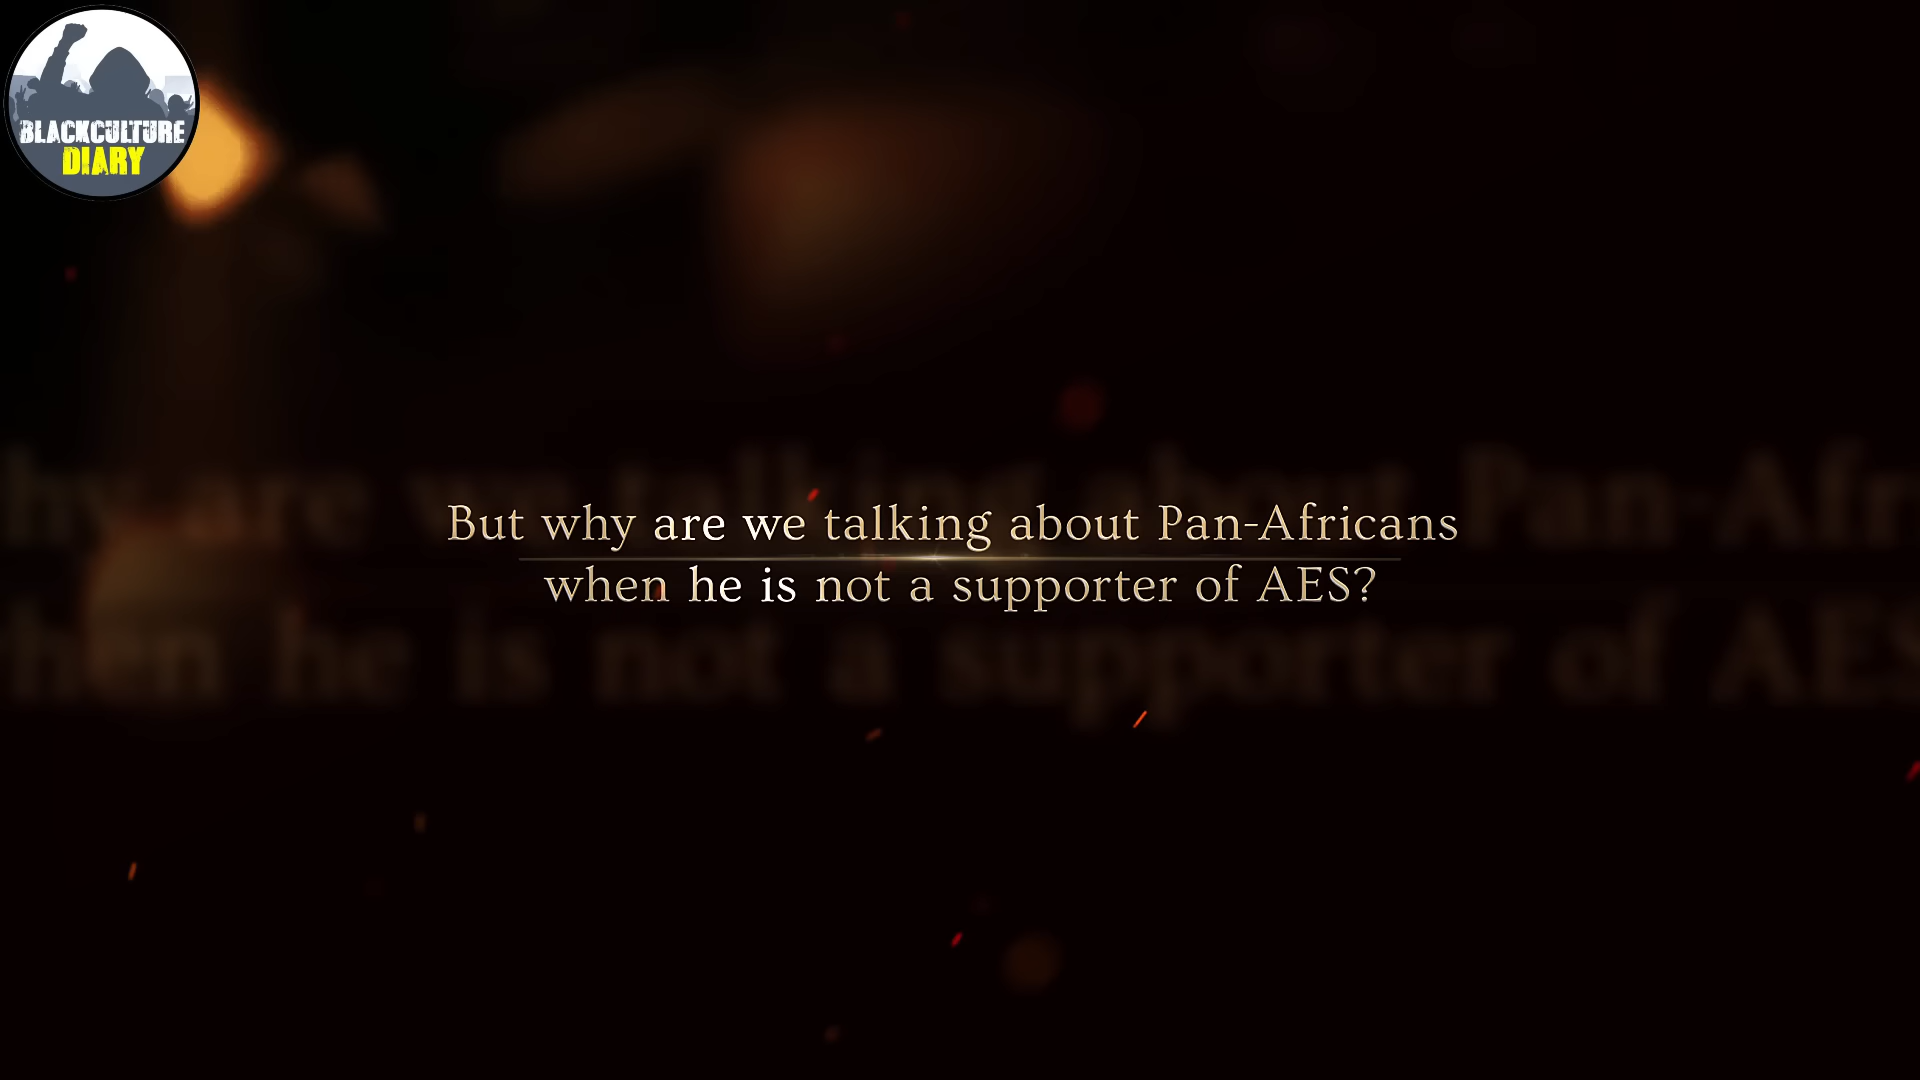 BLACKCULTURE
DIARY
But why are we talking about Pan-Africans
when he is not a supporter of AES?